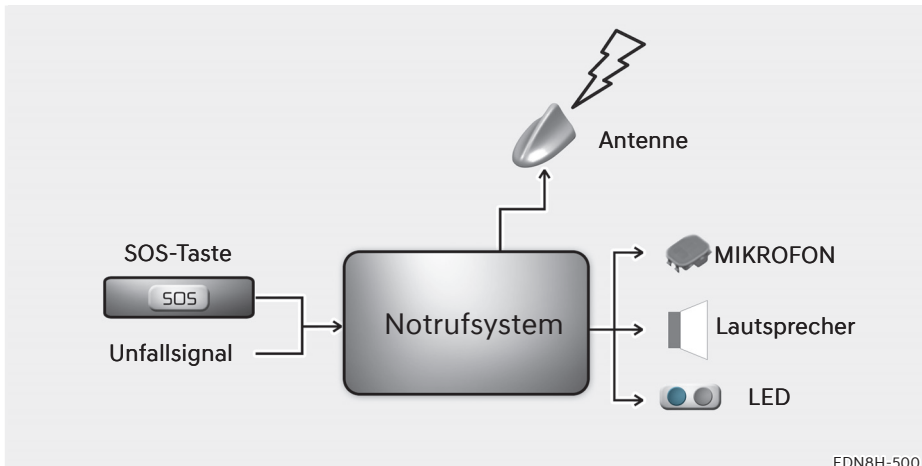 Antenne
SOS-Taste
SOS
Unfallsignal
Notrufsystem
MIKROFON
Lautsprecher
LED
EDN8H-500